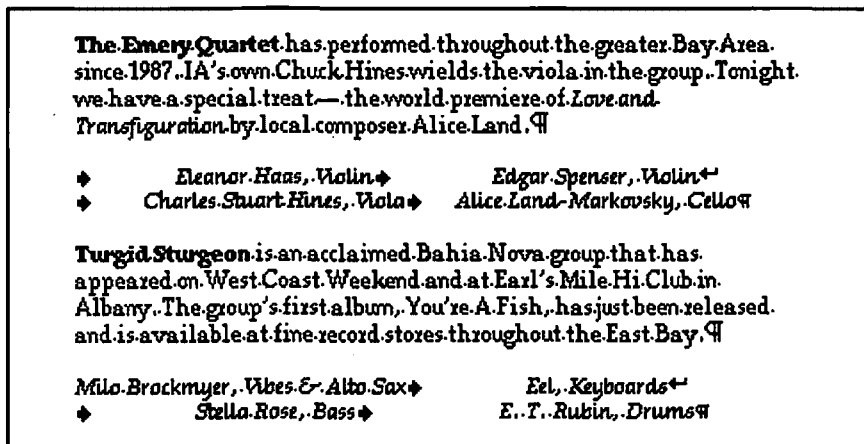 The Emery Quartet has performed throughout the greater Bay Area
since 1987. IA's own Chuck Hines wields the viola in the group. Tonight
we have a special treat — the world premiere of Love and
Transfiguration by local composer Alice Land.¶
➧ Eleanor Haas, Violin➧ Edgar Spenser, Violin↵
➧ Charles Stuart Hines, Viola➧ Alice Land-Markovsky, Cello¶
Turgid Sturgeon is an acclaimed Bahia Nova group that has
appeared on West Coast Weekend and at Earl's Mile Hi Club in
Albany. The group's first album, You're A Fish, has just been released
and is available at fine record stores throughout the East Bay.¶
Milo Brockmyer, Vibes & Alto Sax➧ Eel, Keyboards↵
➧ Stella Rose, Bass➧ E. T. Rubin, Drums¶